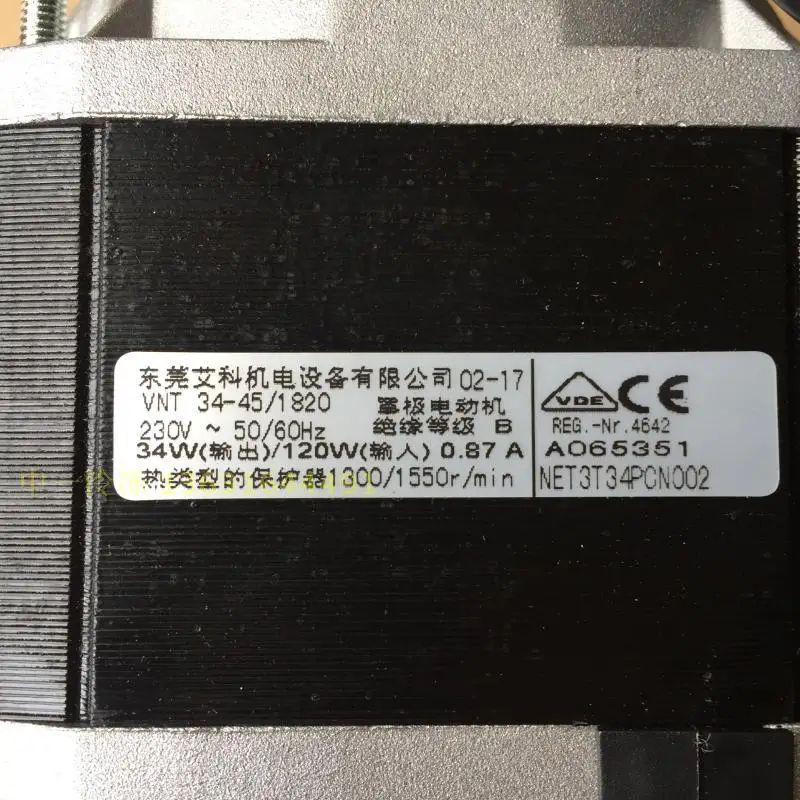 东莞艾科机电设备有限公司 02-17
VNT 34-45/1820 罩极电动机
230V ~ 50/60Hz 绝缘等级 B
34W(输出)/120W(输入) 0.87 A
热类型的保护器1300/1550r/min
VDE CE
REG.-Nr.4642
A065351
NET3T34PCN002